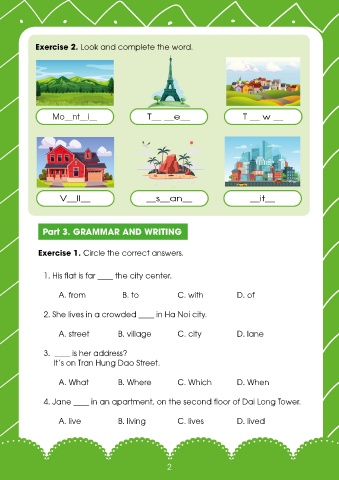 Exercise 2. Look and complete the word.
Mo__nt__i__
T__ __e__
T __ w __
V__ll__
__s__an__
__it__
Part 3. GRAMMAR AND WRITING
Exercise 1. Circle the correct answers.
1. His flat is far ____ the city center.
A. from B. to C. with D. of
2. She lives in a crowded ____ in Ha Noi city.
A. street B. village C. city D. lane
3. ____ is her address?
It's on Tran Hung Dao Street.
A. What B. Where C. Which D. When
4. Jane ____ in an apartment, on the second floor of Dai Long Tower.
A. live B. living C. lives D. lived
2